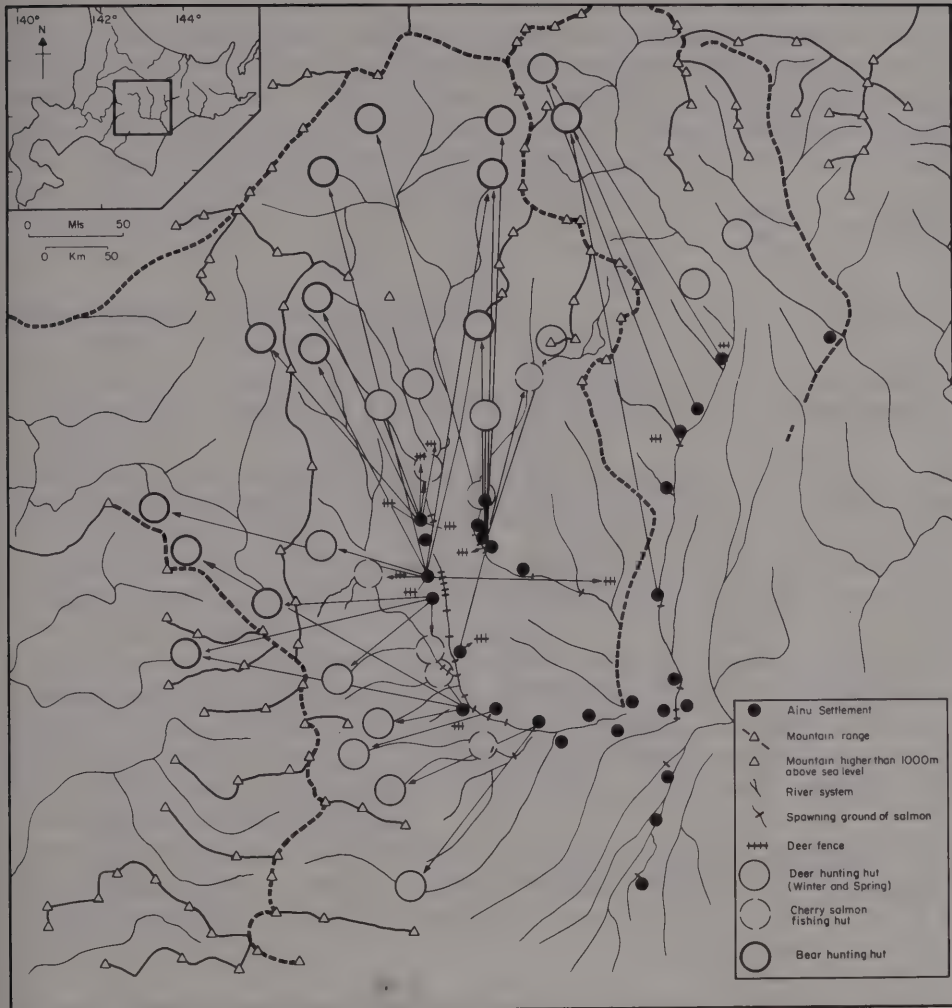 140° 142° 144°
N
0 Mls 50
0 Km 50
Ainu Settlement
Mountain range
Mountain higher than 1000m
above sea level
River system
Spawning ground of salmon
Deer fence
Deer hunting hut
(Winter and Spring)
Cherry salmon
fishing hut
Bear hunting hut